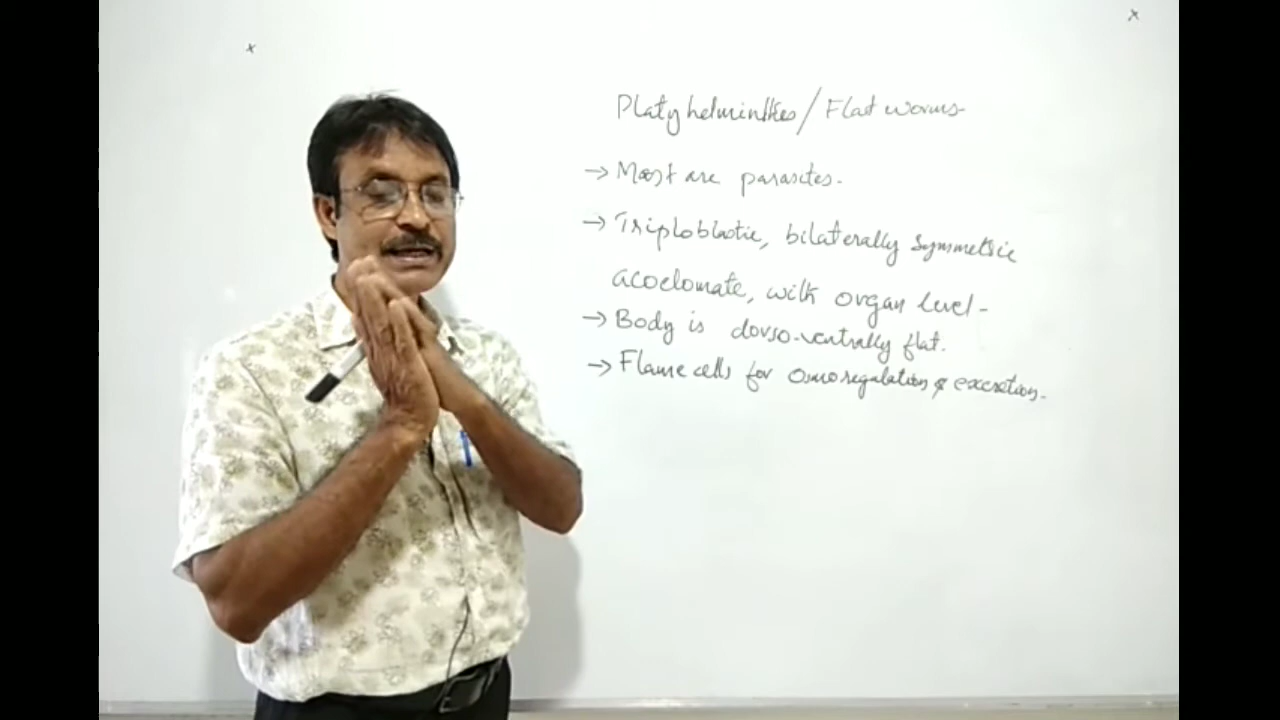 Platyhelminthes / Flat worms
→ Most are parasites.
→ Triploblastic, bilaterally symmetric
acoelomate, with organ level-
→ Body is dorso-ventrally flat.
→ Flame cells for Osmoregulation & excretion.